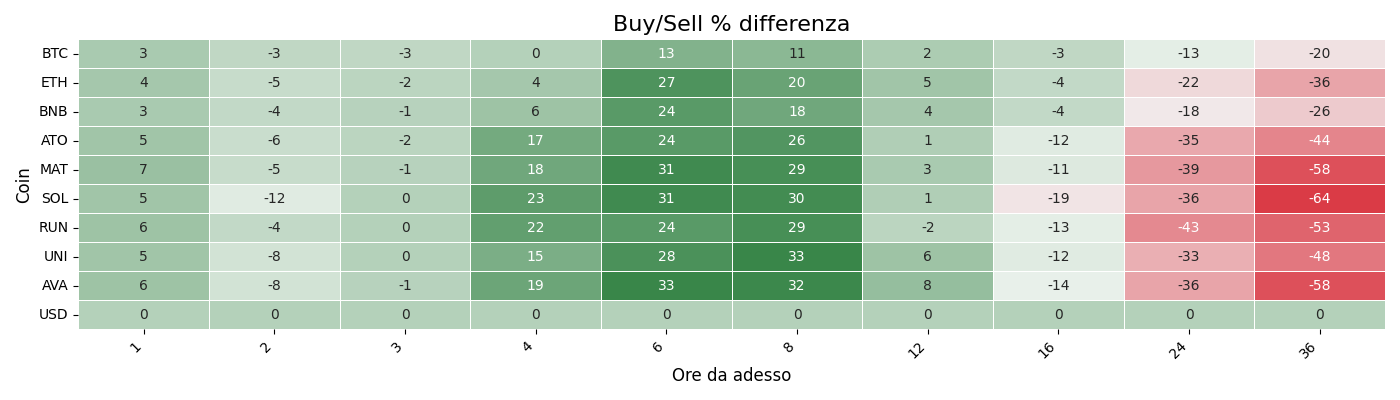 Buy/Sell % differenza
Coin
BTC 3 -3 -3 0 13 11 2 -3 -13 -20
ETH 4 -5 -2 4 27 20 5 -4 -22 -36
BNB 3 -4 -1 6 24 18 4 -4 -18 -26
ATO 5 -6 -2 17 24 26 1 -12 -35 -44
MAT 7 -5 -1 18 31 29 3 -11 -39 -58
SOL 5 -12 0 23 31 30 1 -19 -36 -64
RUN 6 -4 0 22 24 29 -2 -13 -43 -53
UNI 5 -8 0 15 28 33 6 -12 -33 -48
AVA 6 -8 -1 19 33 32 8 -14 -36 -58
USD 0 0 0 0 0 0 0 0 0 0
1 2 3 4 6 8 12 16 24 36
Ore da adesso